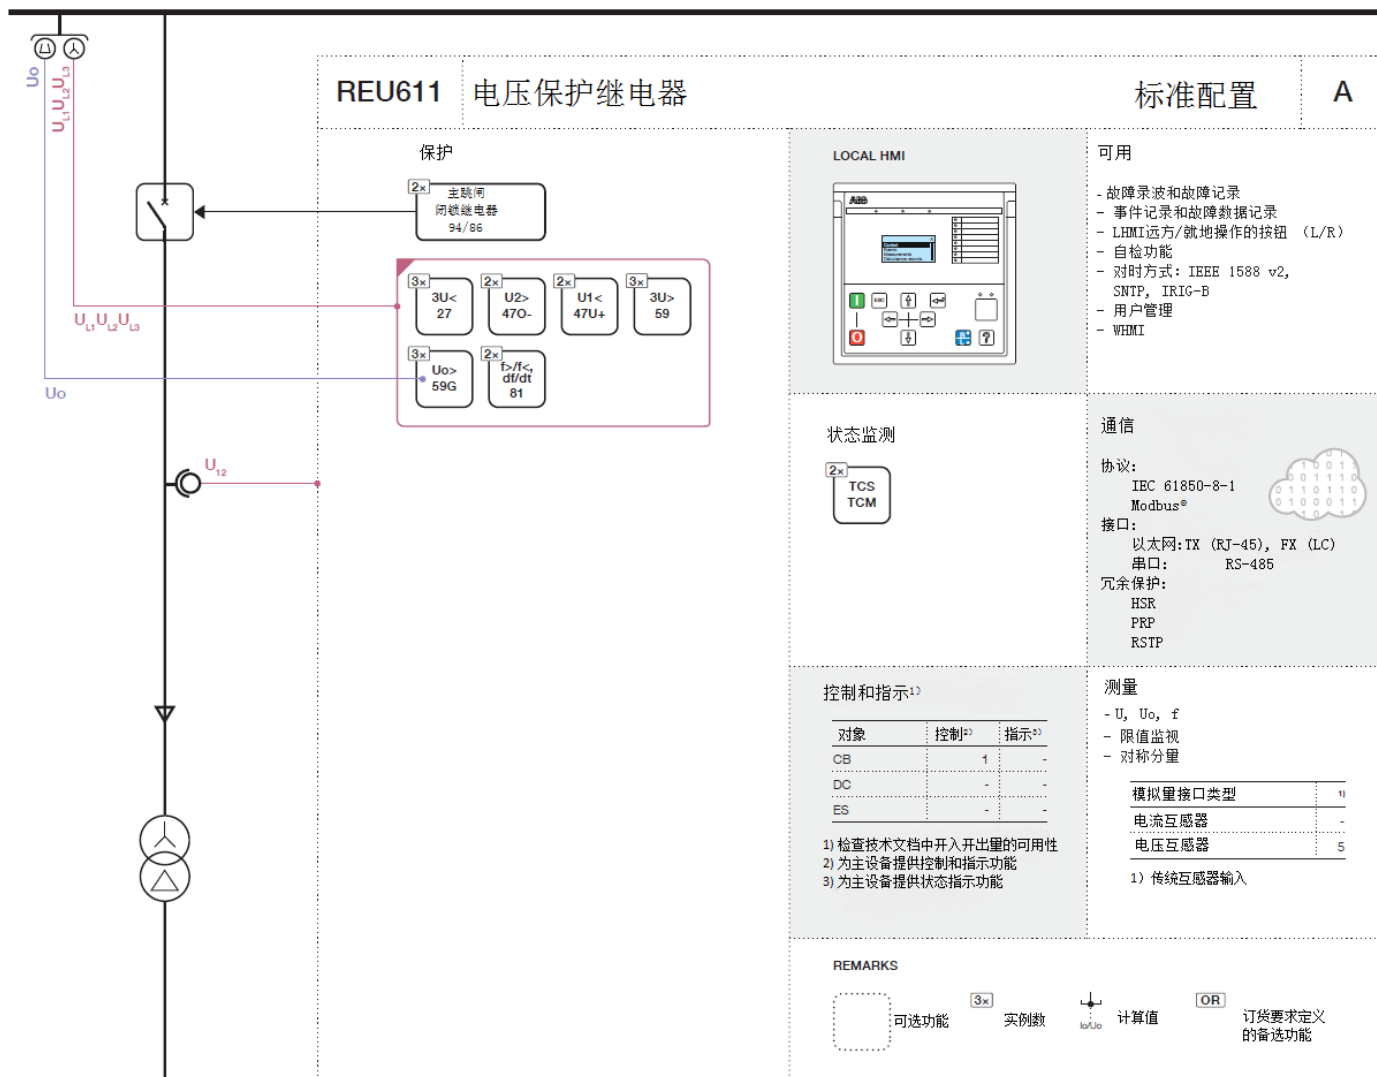 Uo
UL1UL2UL3
REU611
电压保护继电器
标准配置
A
保护
2×
主跳闸
闭锁继电器
94/86
3×
3U<
27
2×
U2>
47O-
2×
U1<
47U+
3×
3U>
59
3×
Uo>
59G
2×
f>/f<,
df/dt
81
UL1UL2UL3
Uo
U12
LOCAL HMI
ABB
ESC
可用
- 故障录波和故障记录
- 事件记录和故障数据记录
- LHMI远方/就地操作的按钮 （L/R）
- 自检功能
- 对时方式: IEEE 1588 v2,
SNTP, IRIG-B
- 用户管理
- WHMI
状态监测
2×
TCS
TCM
通信
协议:
IEC 61850-8-1
Modbus®
接口:
以太网:TX (RJ-45), FX (LC)
串口: RS-485
冗余保护:
HSR
PRP
RSTP
控制和指示1)
对象 控制2) 指示3)
CB 1 -
DC - -
ES - -
1) 检查技术文档中开入开出量的可用性
2) 为主设备提供控制和指示功能
3) 为主设备提供状态指示功能
测量
- U, Uo, f
- 限值监视
- 对称分量
模拟量接口类型 1)
电流互感器 -
电压互感器 5
1) 传统互感器输入
REMARKS
可选功能
3×
实例数
Io/Uo
计算值
OR
订货要求定义
的备选功能